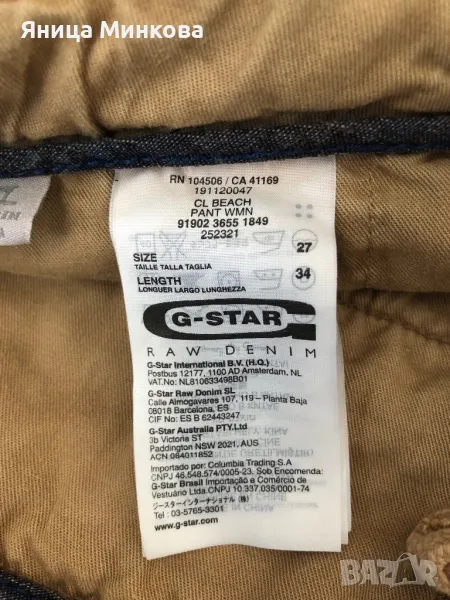 Яница Минкова
RN 104506 / CA 41169
191120047
CL BEACH
PANT WMN
91902 3655 1849
252321
SIZE 27
TAILLE TALLA TAGLIA
LENGTH 34
LONGUER LARGO LUNGHEZZA
G-STAR
RAW DENIM
G-Star International B.V. (H.Q.)
Postbus 12177, 1100 AD Amsterdam, NL
VAT.No: NL810633498B01
G-Star Raw Denim SL
Calle Almogavares 107, 119 – Planta Baja
08018 Barcelona, ES
CIF no: ES B 62443247
G-Star Australia PTY.Ltd
3b Victoria ST
Paddington NSW 2021, AUS
ACN 084011852
Importado por: Columbia Trading S.A
CNPJ 46.548.574/0005-23. Sob Encomenda:
G-Star Brasil Importação e Comércio de
Vestuário Ltda CNPJ 10.337.035/0001-74
ジースターインターナショナル (株)
Tel : 03-5765-3301
www.g-star.com
BAZAR